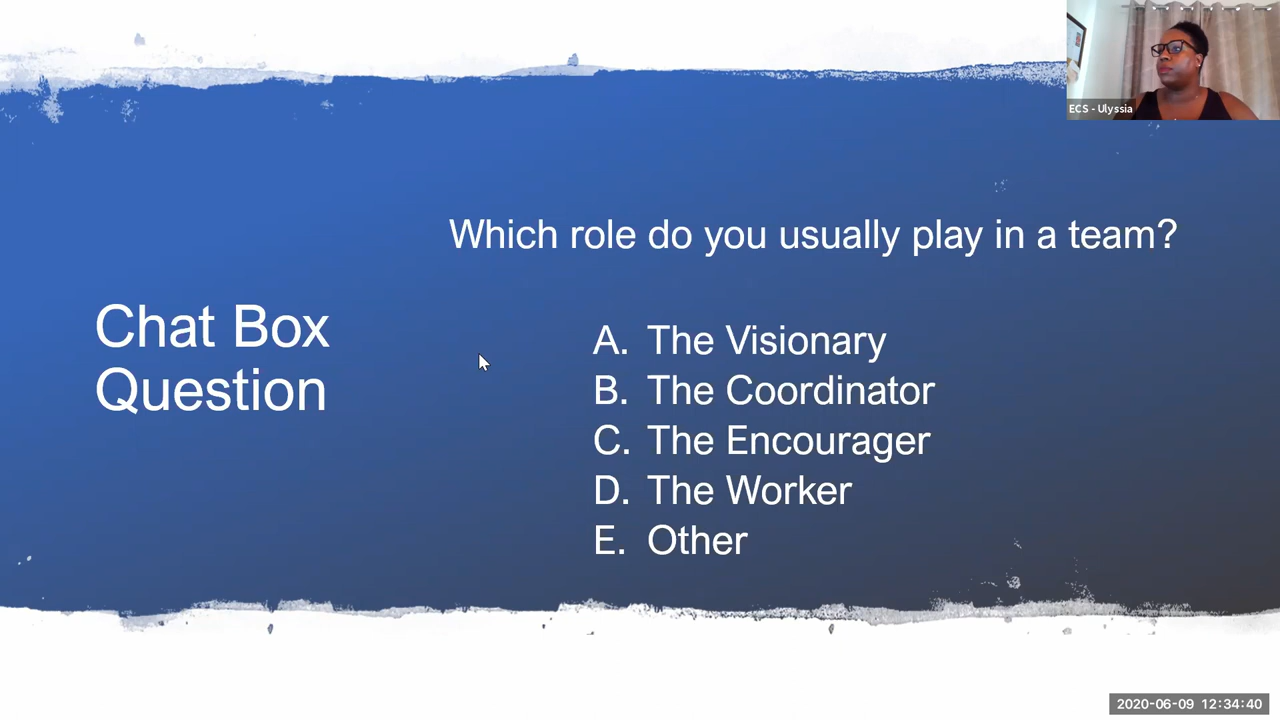 ECS - Ulyssia
Which role do you usually play in a team?
Chat Box
Question
A. The Visionary
B. The Coordinator
C. The Encourager
D. The Worker
E. Other
2020-06-09 12:34:40